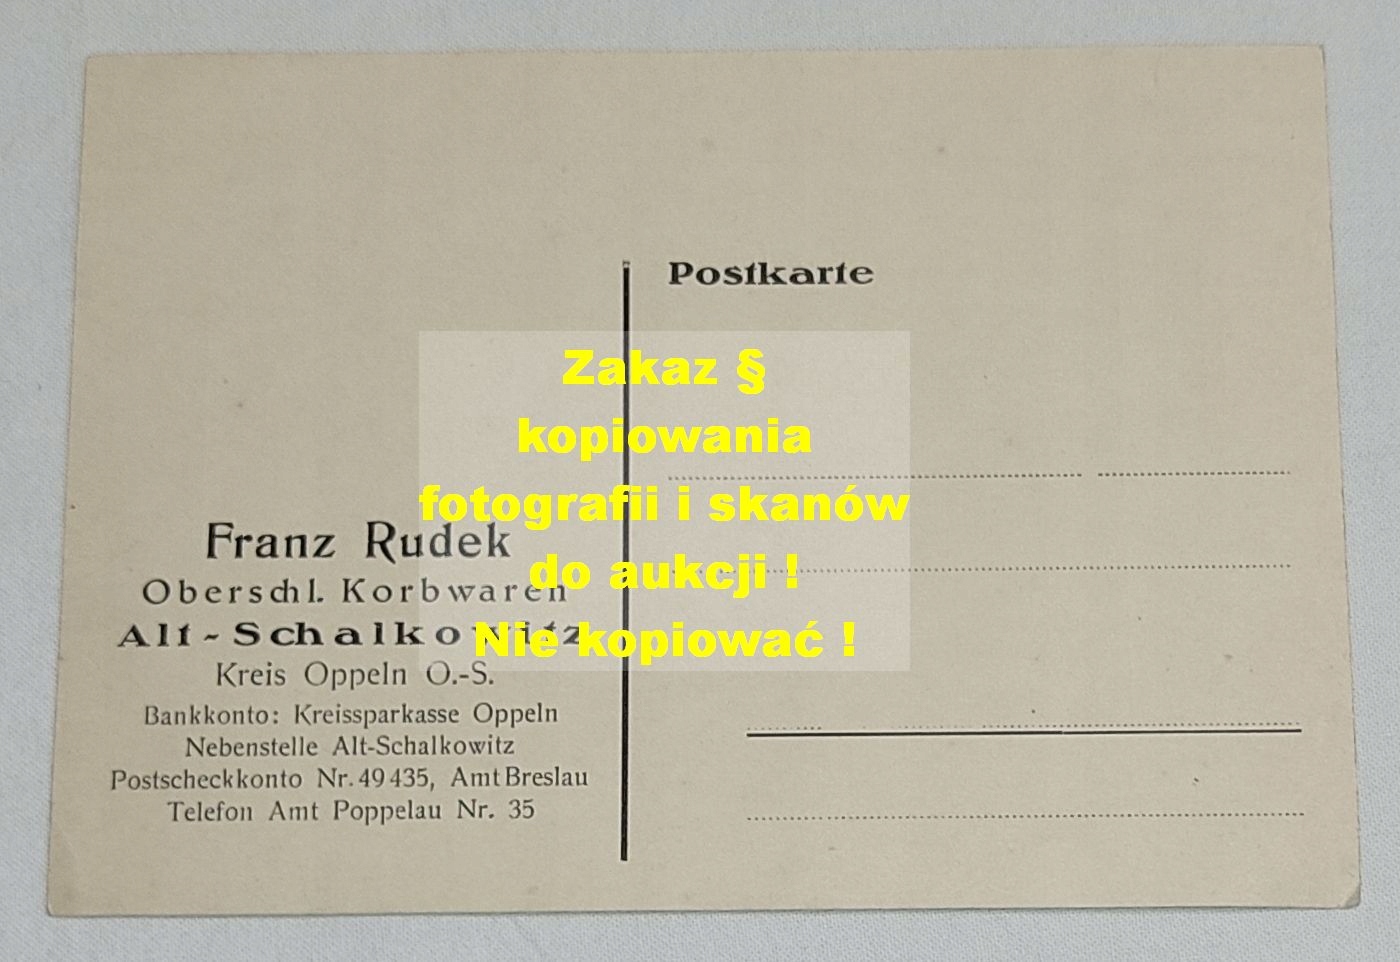 Postkarte
Franz Rudek
Oberschl. Korbwaren
Alt-Schalkowitz
Kreis Oppeln O.-S.
Bankkonto: Kreissparkasse Oppeln
Nebenstelle Alt-Schalkowitz
Postscheckkonto Nr. 49435, Amt Breslau
Telefon Amt Poppelau Nr. 35
Zakaz §
kopiowania
fotografii i skanów
do aukcji !
Nie kopiować !